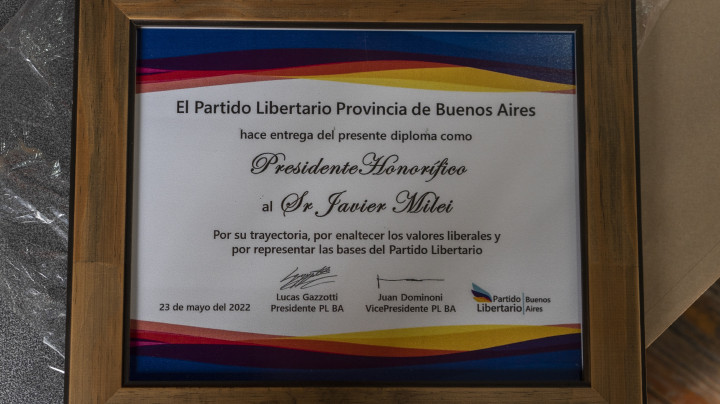 El Partido Libertario Provincia de Buenos Aires
hace entrega del presente diploma como
Presidente Honorífico
al Sr Javier Milei
Por su trayectoria, por enaltecer los valores liberales y
por representar las bases del Partido Libertario
23 de mayo del 2022
Lucas Gazzotti
Presidente PL BA
Juan Dominoni
VicePresidente PL BA
Partido
Libertario
Buenos
Aires